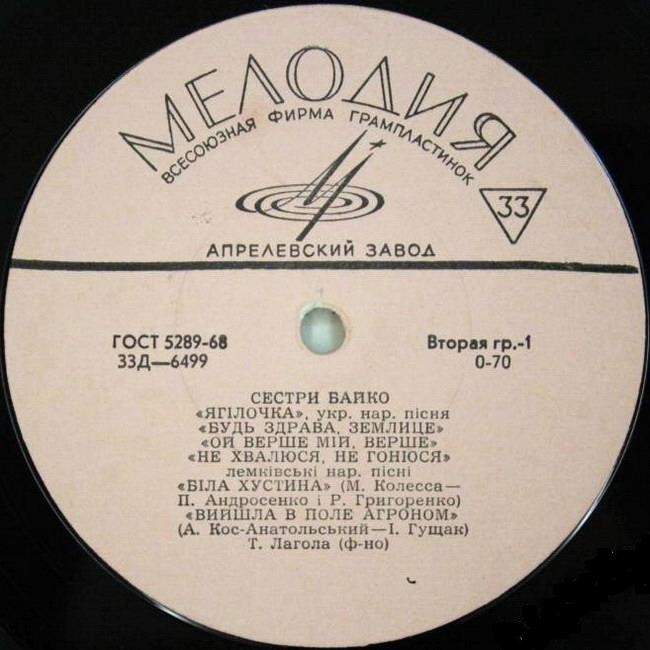 МЕЛОДИЯ
ВСЕСОЮЗНАЯ ФИРМА ГРАМПЛАСТИНОК
33
АПРЕЛЕВСКИЙ ЗАВОД
ГОСТ 5289-68 Вторая гр.-1
33Д—6499 0-70
СЕСТРИ БАЙКО
«ЯГІЛОЧКА», укр. нар. пісня
«БУДЬ ЗДРАВА, ЗЕМЛИЦЕ»
«ОЙ ВЕРШЕ МІЙ, ВЕРШЕ»
«НЕ ХВАЛЮСЯ, НЕ ГОНЮСЯ»
лемківські нар. пісні
«БІЛА ХУСТИНА» (М. Колесса—
П. Андросенко і Р. Григоренко)
«ВИЙШЛА В ПОЛЕ АГРОНОМ»
(А. Кос-Анатольський—І. Гущак)
Т. Лагола (ф-но)